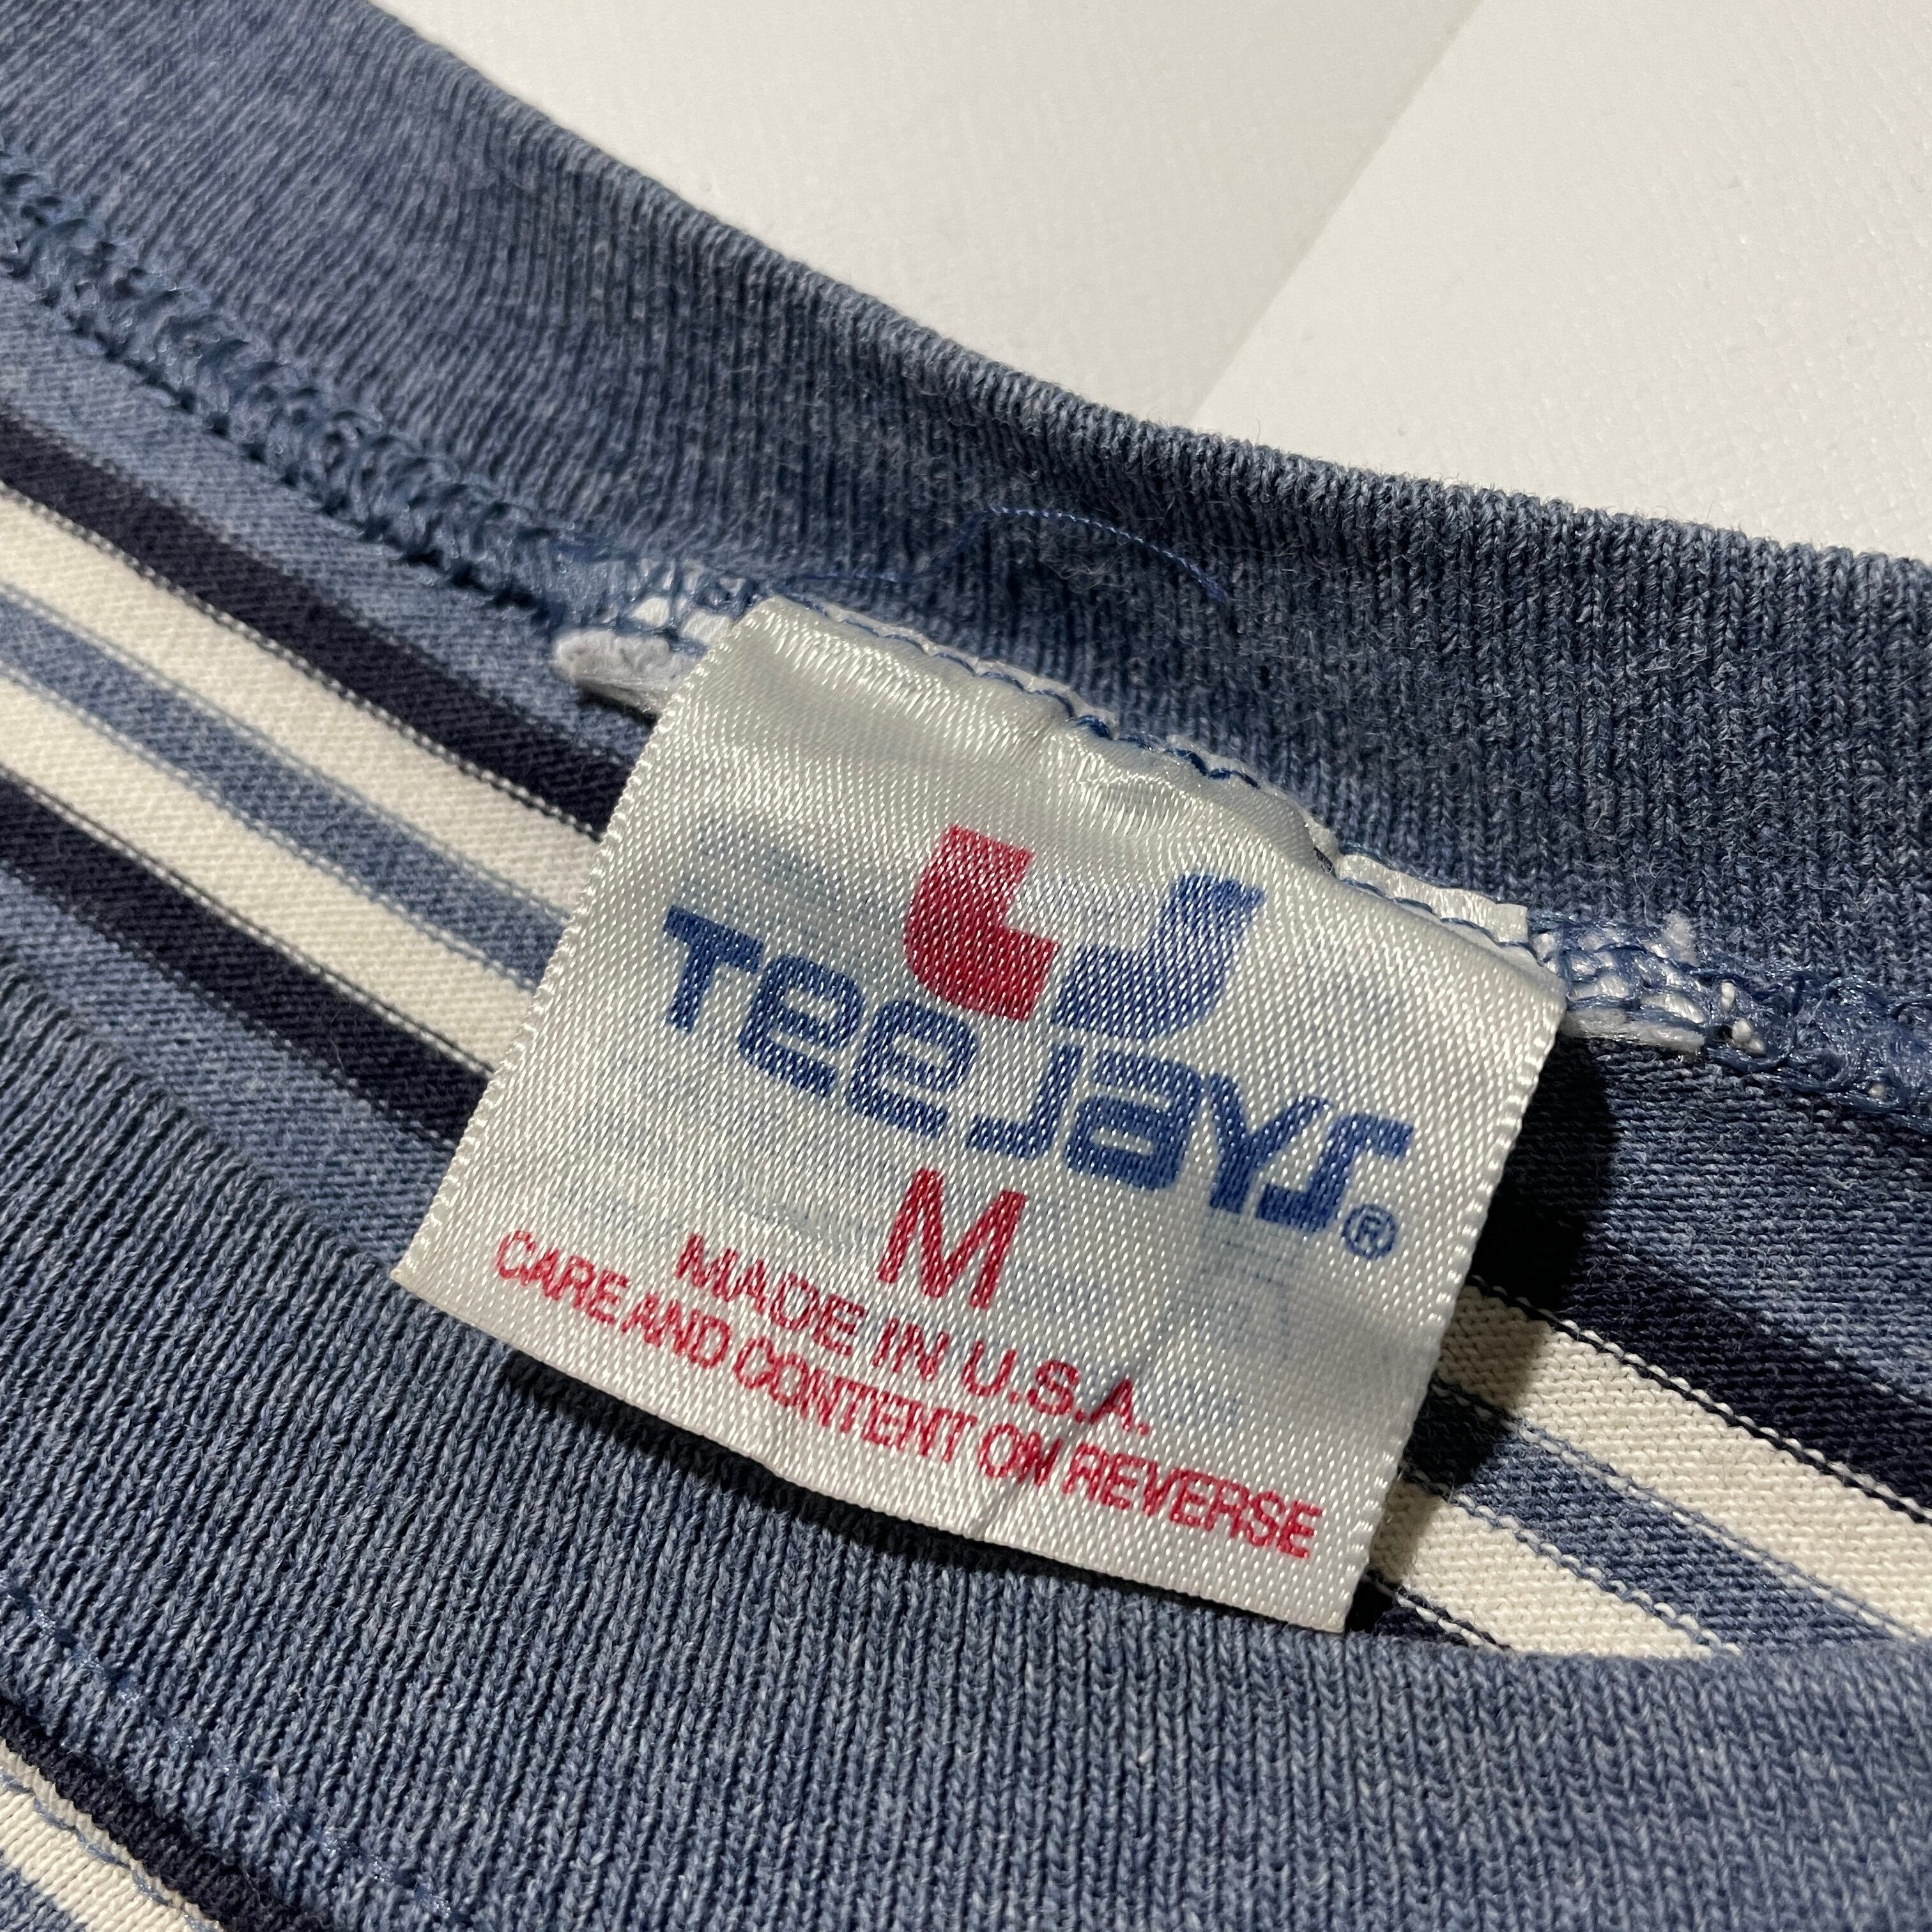 TeeJays®
M
MADE IN U.S.A.
CARE AND CONTENT ON REVERSE